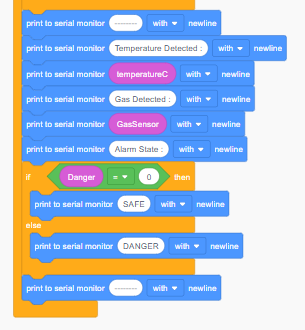 print to serial monitor -------- with newline
print to serial monitor Temperature Detected : with newline
print to serial monitor temperatureC with newline
print to serial monitor Gas Detected : with newline
print to serial monitor GasSensor with newline
print to serial monitor Alarm State : with newline
if Danger = 0 then
print to serial monitor SAFE with newline
else
print to serial monitor DANGER with newline
print to serial monitor -------- with newline